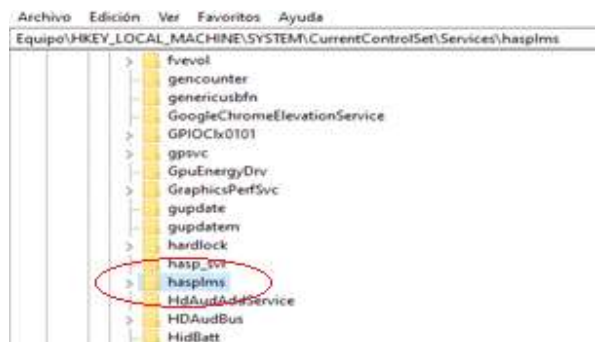 Archivo Edición Ver Favoritos Ayuda
Equipo\HKEY_LOCAL_MACHINE\SYSTEM\CurrentControlSet\Services\hasplms
fvevol
gencounter
genericusbfn
GoogleChromeElevationService
GPIOClx0101
gpsvc
GpuEnergyDrv
GraphicsPerfSvc
gupdate
gupdatem
hardlock
hasp_svr
hasplms
HdAudAddService
HDAudBus
HidBatt